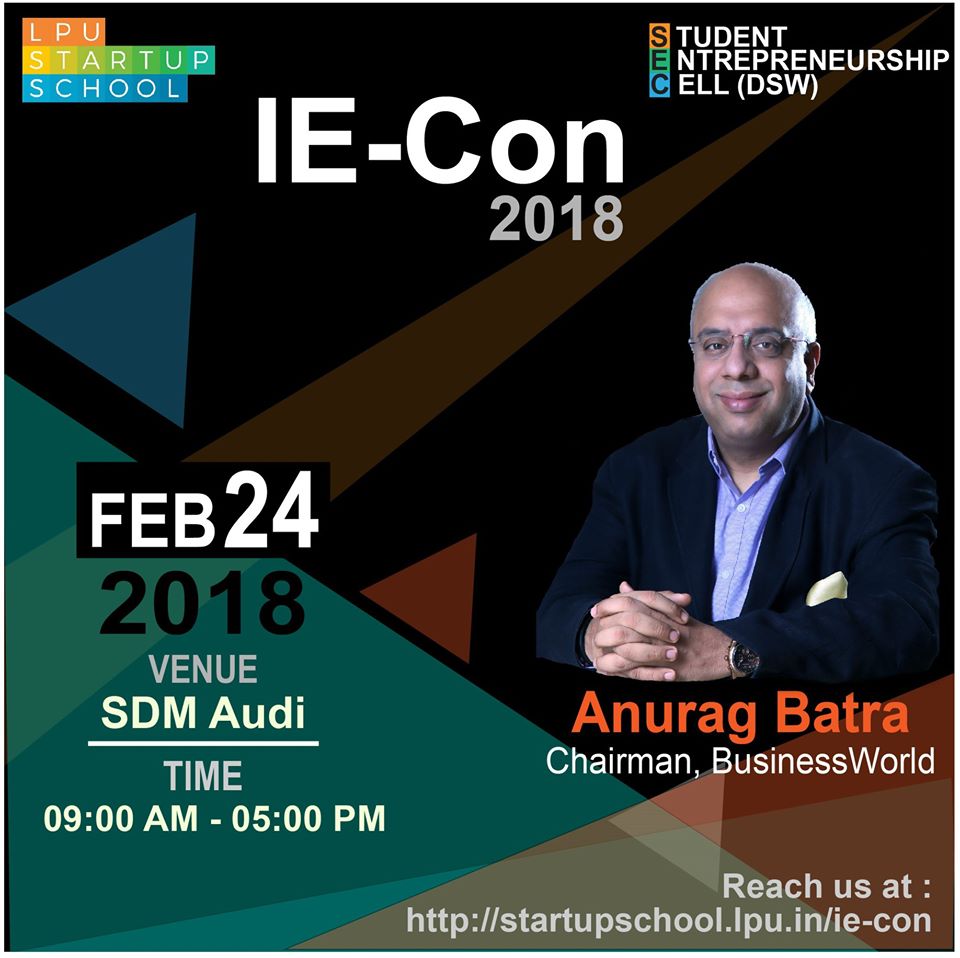 LPU
STARTUP
SCHOOL
STUDENT
ENTREPRENEURSHIP
CELL (DSW)
IE-Con
2018
FEB 24
2018
VENUE
SDM Audi
TIME
09:00 AM - 05:00 PM
Anurag Batra
Chairman, BusinessWorld
Reach us at :
http://startupschool.lpu.in/ie-con